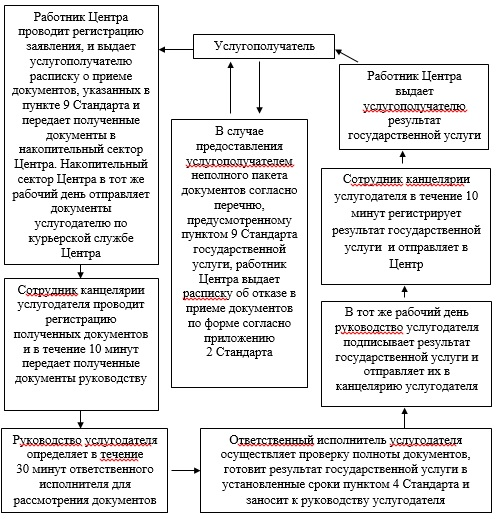 Услугополучатель
Работник Центра
проводит регистрацию
заявления, и выдает
услугополучателю
расписку о приеме
документов, указанных в
пункте 9 Стандарта и
передает полученные
документы в
накопительный сектор
Центра. Накопительный
сектор Центра в тот же
рабочий день отправляет
документы
услугодателю по
курьерской службе
Центра
Сотрудник канцелярии
услугодателя проводит
регистрацию
полученных документов
и в течение 10 минут
передает полученные
документы руководству
Руководство услугодателя
определяет в течение
30 минут ответственного
исполнителя для
рассмотрения документов
Ответственный исполнитель услугодателя
осуществляет проверку полноты документов,
готовит результат государственной услуги в
установленные сроки пунктом 4 Стандарта и
заносит к руководству услугодателя
В тот же рабочий день
руководство услугодателя
подписывает результат
государственной услуги и
отправляет их в
канцелярию услугодателя
Сотрудник канцелярии
услугодателя в течение 10
минут регистрирует
результат государственной
услуги и отправляет в
Центр
Работник Центра
выдает
услугополучателю
результат
государственной услуги
В случае
предоставления
услугополучателем
неполного пакета
документов согласно
перечню,
предусмотренному
пунктом 9 Стандарта
государственной
услуги, работник
Центра выдает
расписку об отказе в
приеме документов
по форме согласно
приложению
2 Стандарта